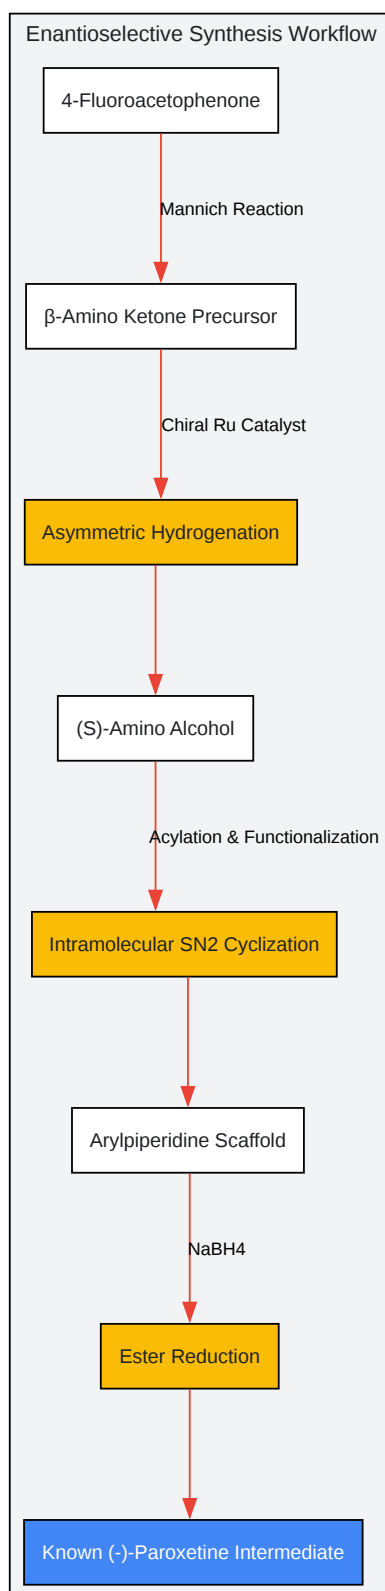 Enantioselective Synthesis Workflow
4-Fluoroacetophenone
Mannich Reaction
β-Amino Ketone Precursor
Chiral Ru Catalyst
Asymmetric Hydrogenation
(S)-Amino Alcohol
Acylation & Functionalization
Intramolecular SN2 Cyclization
Arylpiperidine Scaffold
NaBH4
Ester Reduction
Known (-)-Paroxetine Intermediate